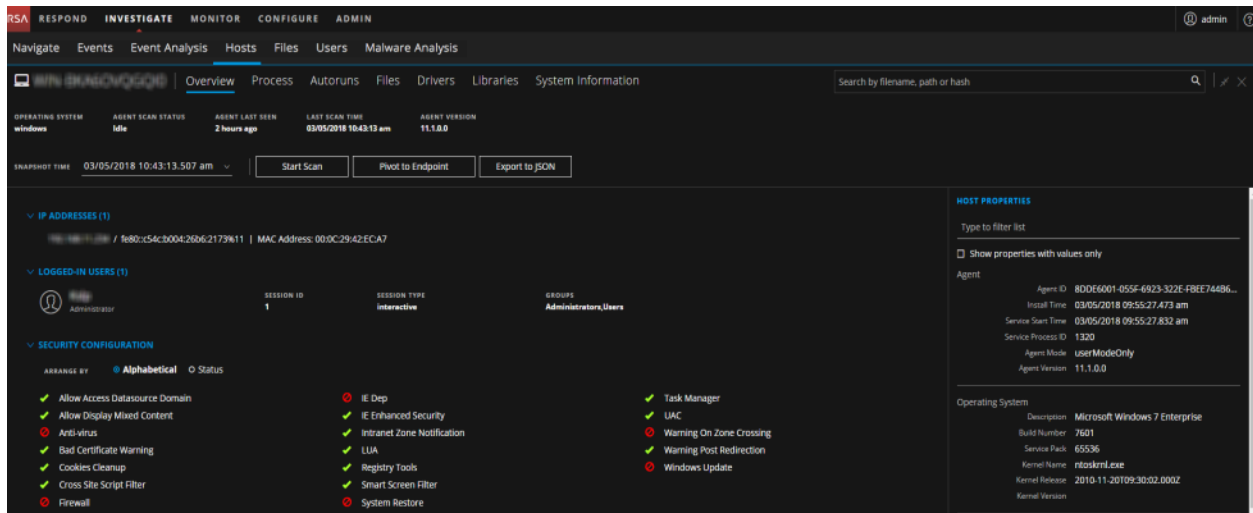 RSA RESPOND INVESTIGATE MONITOR CONFIGURE ADMIN admin
Navigate Events Event Analysis Hosts Files Users Malware Analysis
Overview Process Autoruns Files Drivers Libraries System Information Search by filename, path or hash
OPERATING SYSTEM AGENT SCAN STATUS AGENT LAST SEEN LAST SCAN TIME AGENT VERSION
windows Idle 2 hours ago 03/05/2018 10:43:13 am 11.1.0.0
SNAPSHOT TIME 03/05/2018 10:43:13.507 am Start Scan Pivot to Endpoint Export to JSON
IP ADDRESSES (1)
/ fe80::c54c:b004:26b6:2173%11 | MAC Address: 00:0C:29:42:EC:A7
LOGGED-IN USERS (1)
Administrator
SESSION ID
1
SESSION TYPE
interactive
GROUPS
Administrators,Users
SECURITY CONFIGURATION
ARRANGE BY Alphabetical Status
Allow Access Datasource Domain
Allow Display Mixed Content
Anti-virus
Bad Certificate Warning
Cookies Cleanup
Cross Site Script Filter
Firewall
IE Dep
IE Enhanced Security
Intranet Zone Notification
LUA
Registry Tools
Smart Screen Filter
System Restore
Task Manager
UAC
Warning On Zone Crossing
Warning Post Redirection
Windows Update
HOST PROPERTIES
Type to filter list
Show properties with values only
Agent
Agent ID 8DDE6001-055F-6923-322E-FBEE744B6...
Install Time 03/05/2018 09:55:27.473 am
Service Start Time 03/05/2018 09:55:27.832 am
Service Process ID 1320
Agent Mode userModeOnly
Agent Version 11.1.0.0
Operating System
Description Microsoft Windows 7 Enterprise
Build Number 7601
Service Pack 65536
Kernel Name ntoskrnl.exe
Kernel Release 2010-11-20T09:30:02.000Z
Kernel Version